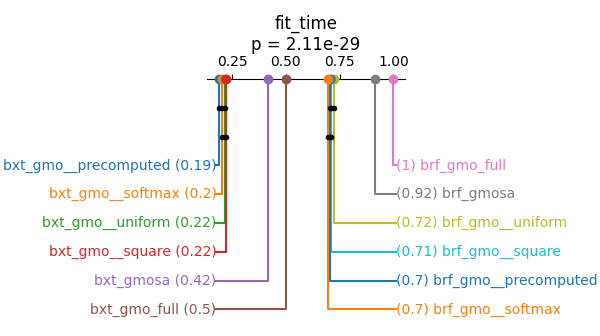 fit_time
p = 2.11e-29
0.25 0.50 0.75 1.00
bxt_gmo__precomputed (0.19) (1) brf_gmo_full
bxt_gmo__softmax (0.2) (0.92) brf_gmosa
bxt_gmo__uniform (0.22) (0.72) brf_gmo__uniform
bxt_gmo__square (0.22) (0.71) brf_gmo__square
bxt_gmosa (0.42) (0.7) brf_gmo__precomputed
bxt_gmo_full (0.5) (0.7) brf_gmo__softmax